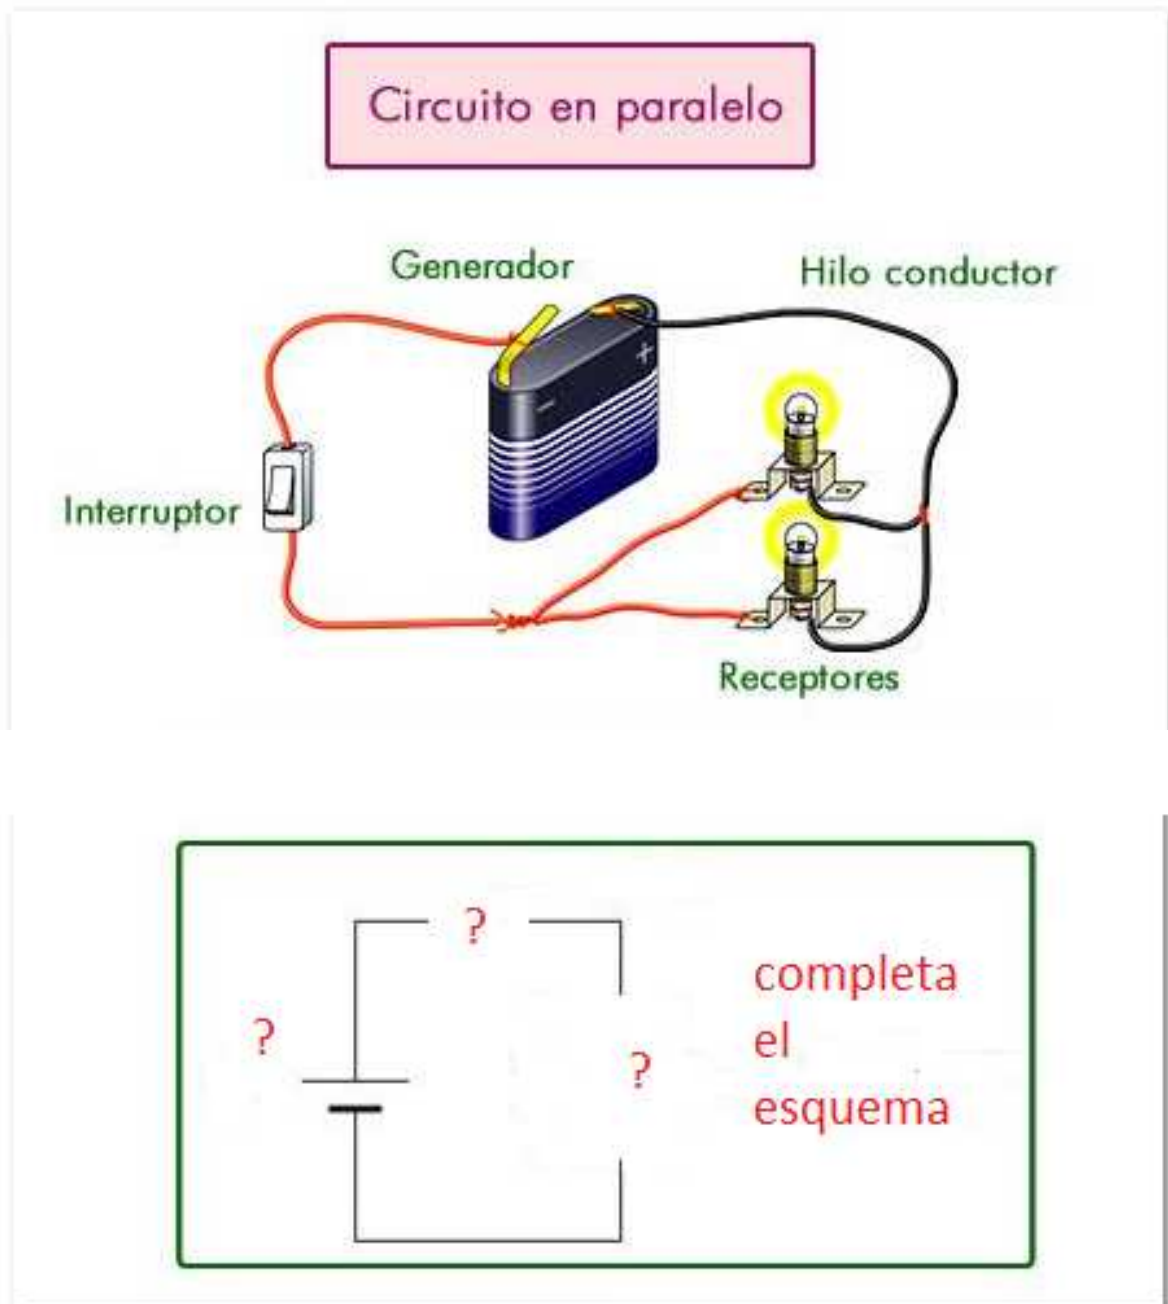 Circuito en paralelo
Generador
Hilo conductor
+
-
Interruptor
Receptores
?
?
?
completa
el
esquema